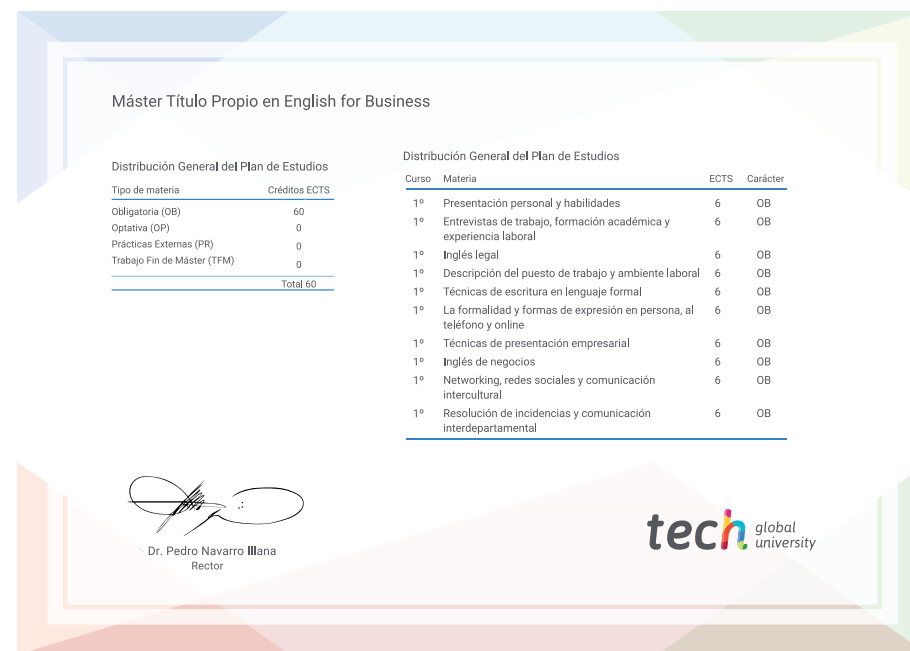 Máster Título Propio en English for Business
Distribución General del Plan de Estudios
Tipo de materia Créditos ECTS
Obligatoria (OB) 60
Optativa (OP) 0
Prácticas Externas (PR) 0
Trabajo Fin de Máster (TFM) 0
Total 60
Distribución General del Plan de Estudios
Curso Materia ECTS Carácter
1º Presentación personal y habilidades 6 OB
1º Entrevistas de trabajo, formación académica y 6 OB
experiencia laboral
1º Inglés legal 6 OB
1º Descripción del puesto de trabajo y ambiente laboral 6 OB
1º Técnicas de escritura en lenguaje formal 6 OB
1º La formalidad y formas de expresión en persona, al 6 OB
teléfono y online
1º Técnicas de presentación empresarial 6 OB
1º Inglés de negocios 6 OB
1º Networking, redes sociales y comunicación 6 OB
intercultural
1º Resolución de incidencias y comunicación 6 OB
interdepartamental
Dr. Pedro Navarro Illana
Rector
tech global
university